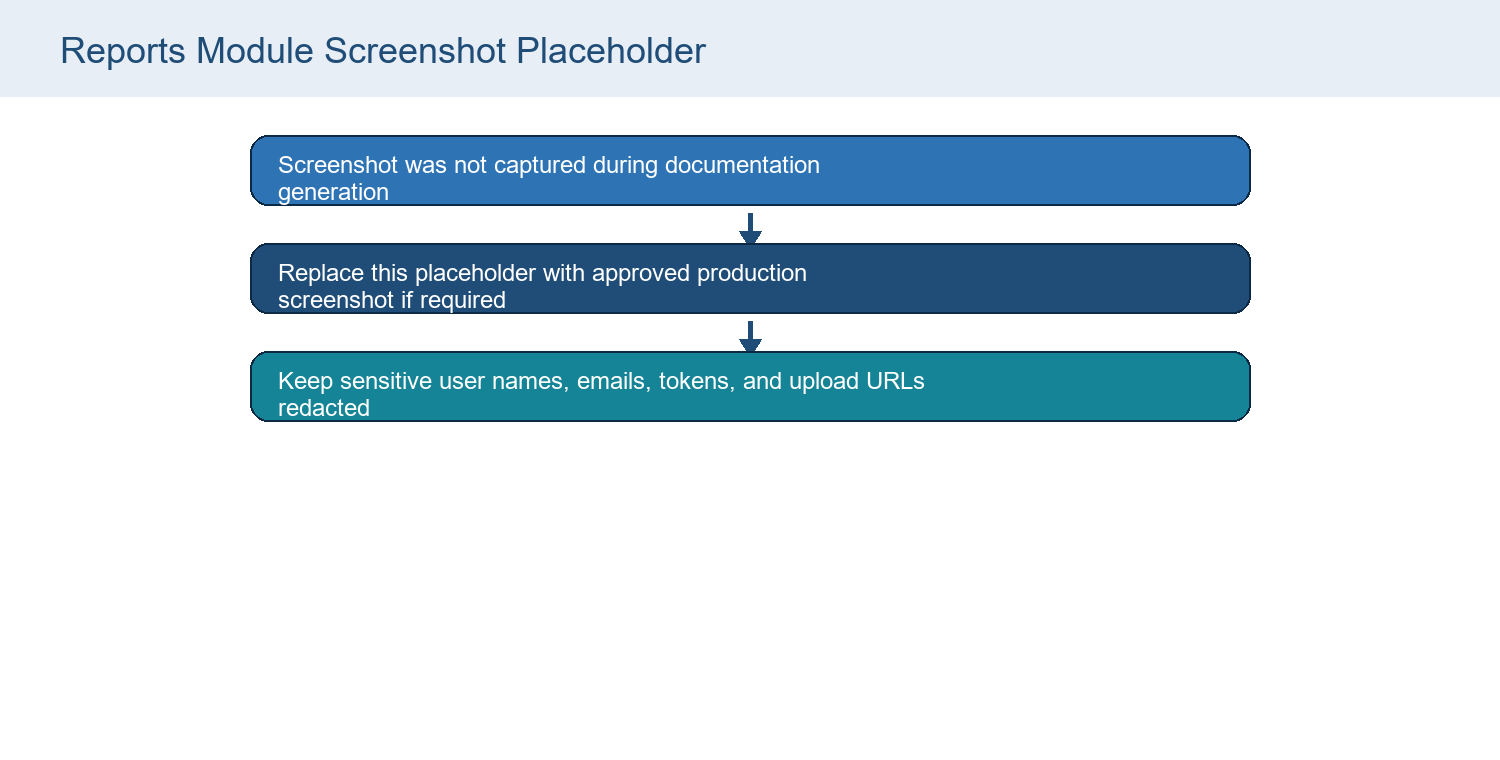 Reports Module Screenshot Placeholder
Screenshot was not captured during documentation
generation
Replace this placeholder with approved production
screenshot if required
Keep sensitive user names, emails, tokens, and upload URLs
redacted